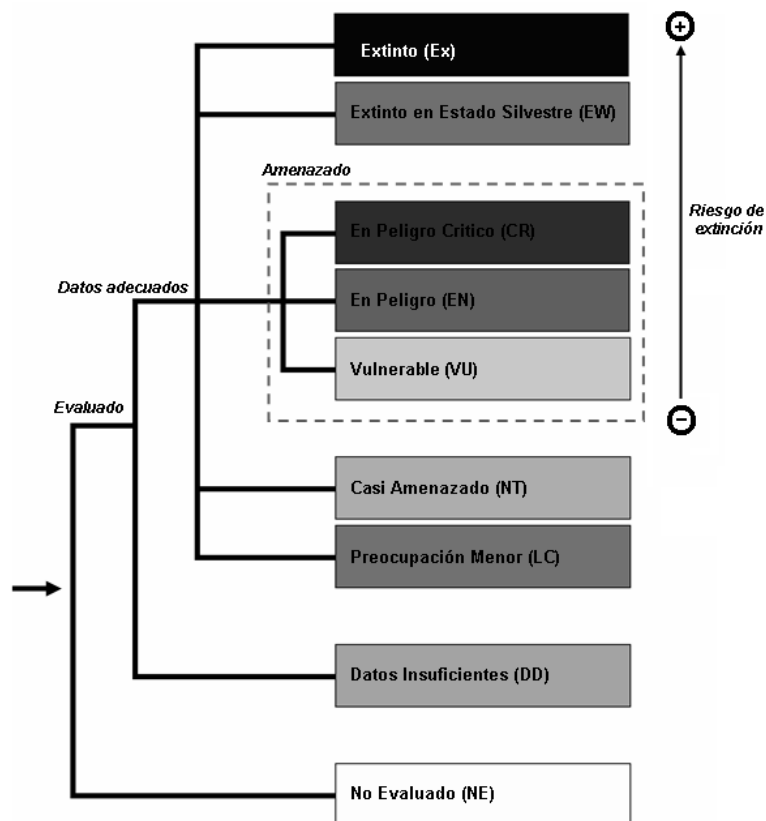 Extinto (Ex)
Extinto en Estado Silvestre (EW)
Amenazado
Riesgo de
extinción
En Peligro Critico (CR)
Datos adecuados
En Peligro (EN)
Vulnerable (VU)
Evaluado
Casi Amenazado (NT)
Preocupación Menor (LC)
Datos Insuficientes (DD)
No Evaluado (NE)